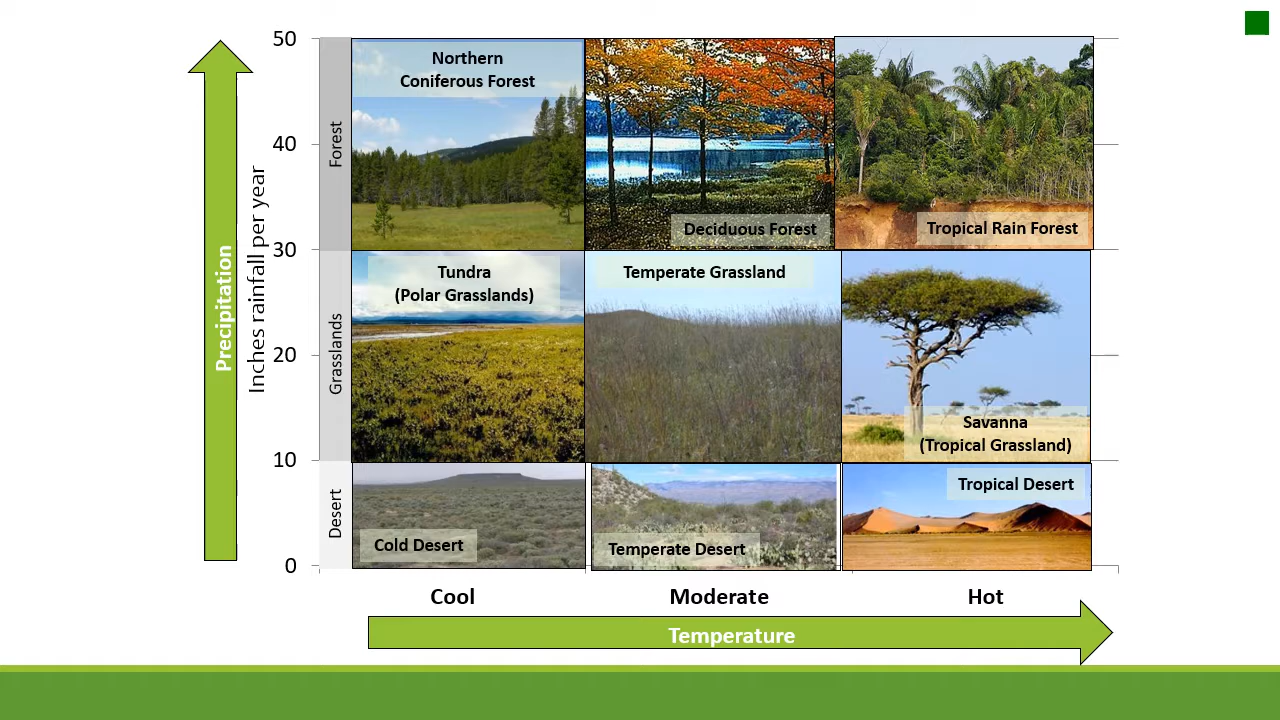 50
40
30
20
10
0
Precipitation
Inches rainfall per year
Forest
Grasslands
Desert
Northern
Coniferous Forest
Deciduous Forest
Tropical Rain Forest
Tundra
(Polar Grasslands)
Temperate Grassland
Savanna
(Tropical Grassland)
Cold Desert
Temperate Desert
Tropical Desert
Cool
Moderate
Hot
Temperature